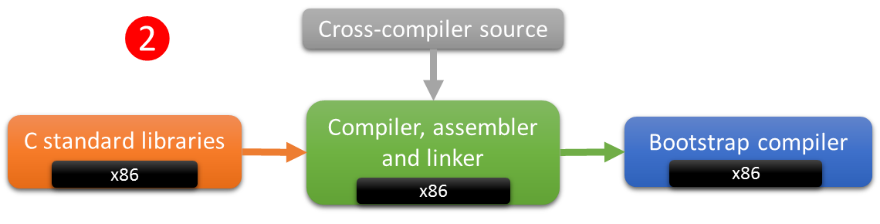 2
Cross-compiler source
C standard libraries
x86
Compiler, assembler
and linker
x86
Bootstrap compiler
x86